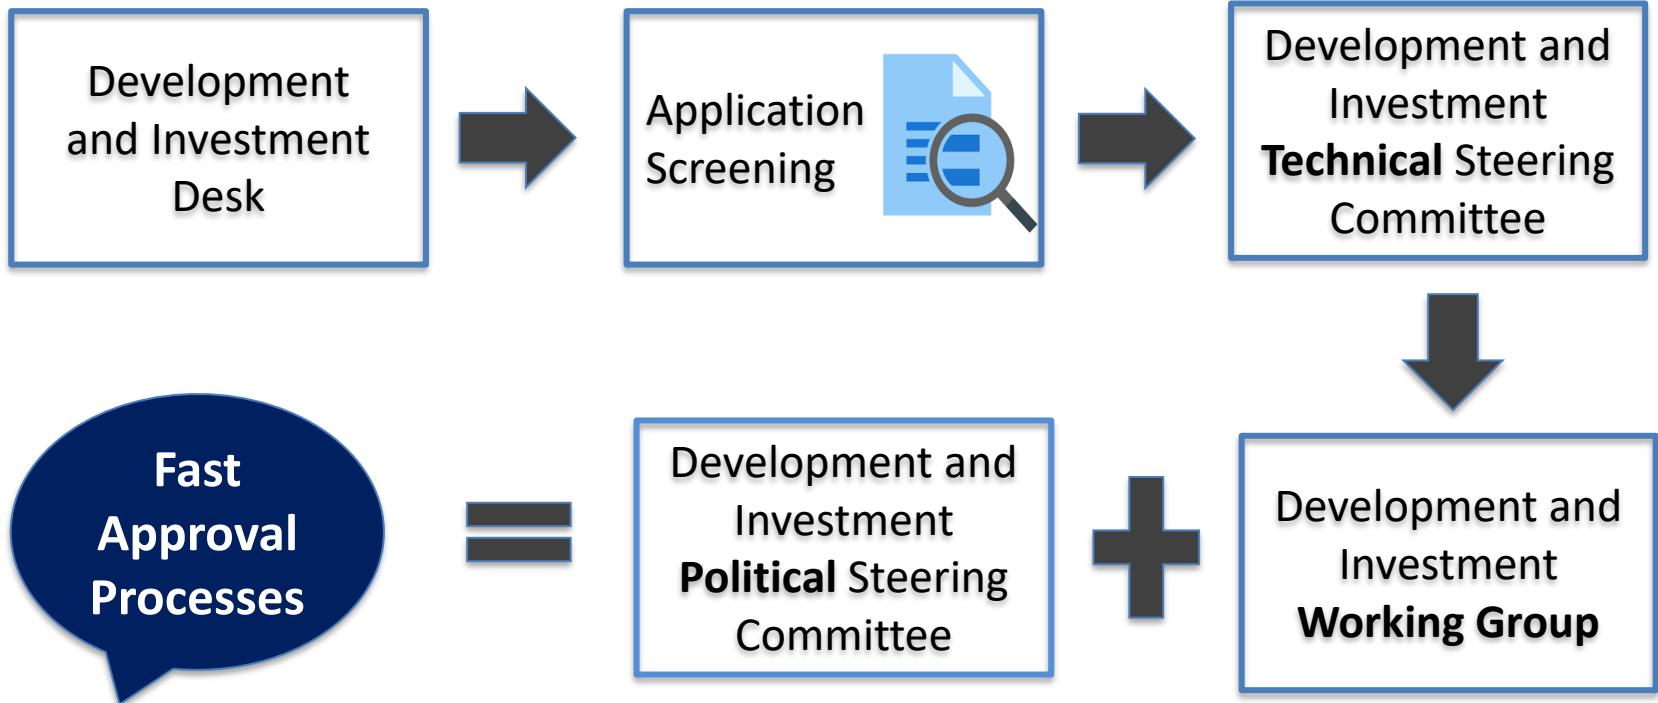 Development
and Investment
Desk
Application
Screening
Development and
Investment
Technical Steering
Committee
Fast
Approval
Processes
Development and
Investment
Political Steering
Committee
Development and
Investment
Working Group